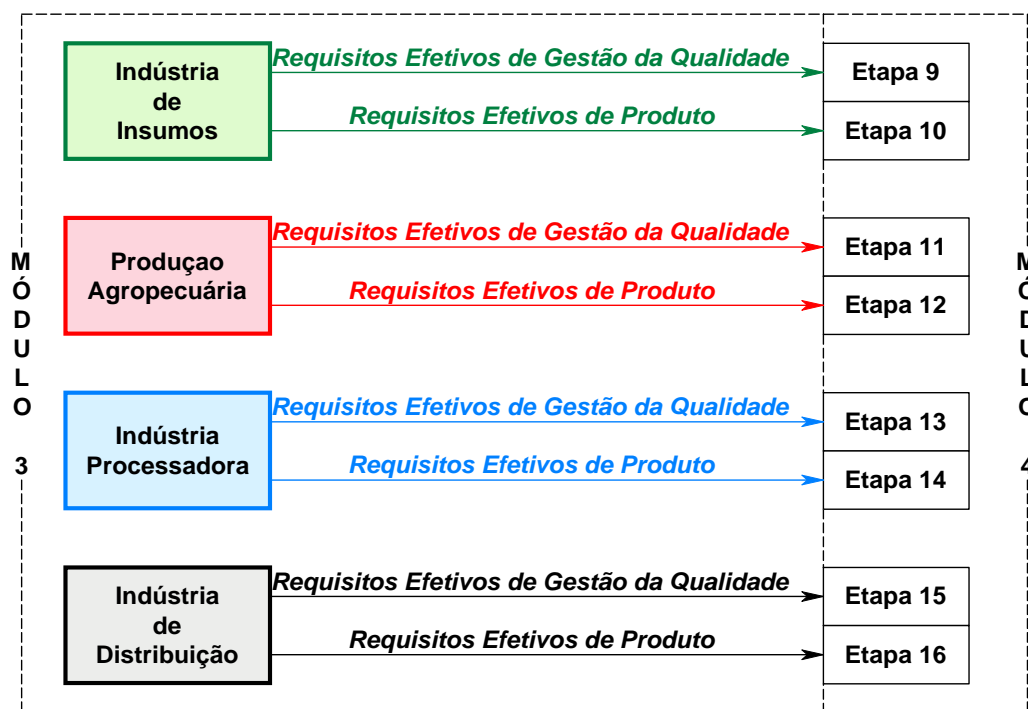 Indústria
de
Insumos
Requisitos Efetivos de Gestão da Qualidade
Etapa 9
Requisitos Efetivos de Produto
Etapa 10
Produçao
Agropecuária
Requisitos Efetivos de Gestão da Qualidade
Etapa 11
Requisitos Efetivos de Produto
Etapa 12
MÓDULO 3
Indústria
Processadora
Requisitos Efetivos de Gestão da Qualidade
Etapa 13
Requisitos Efetivos de Produto
Etapa 14
Indústria
de
Distribuição
Requisitos Efetivos de Gestão da Qualidade
Etapa 15
Requisitos Efetivos de Produto
Etapa 16
MÓDULO 4